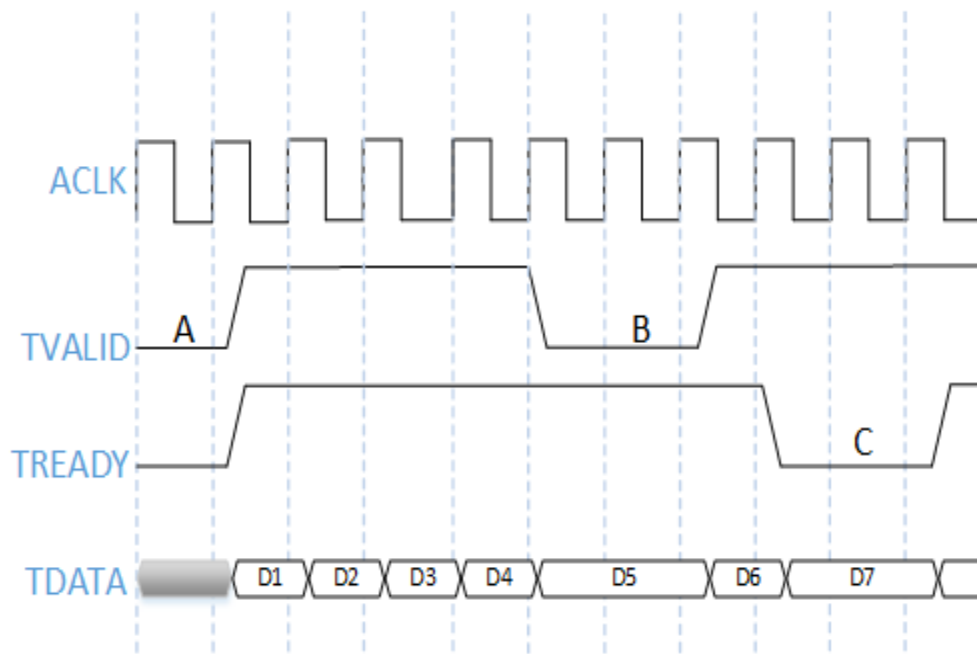 ACLK
A
B
TVALID
C
TREADY
TDATA
D1
D2
D3
D4
D5
D6
D7